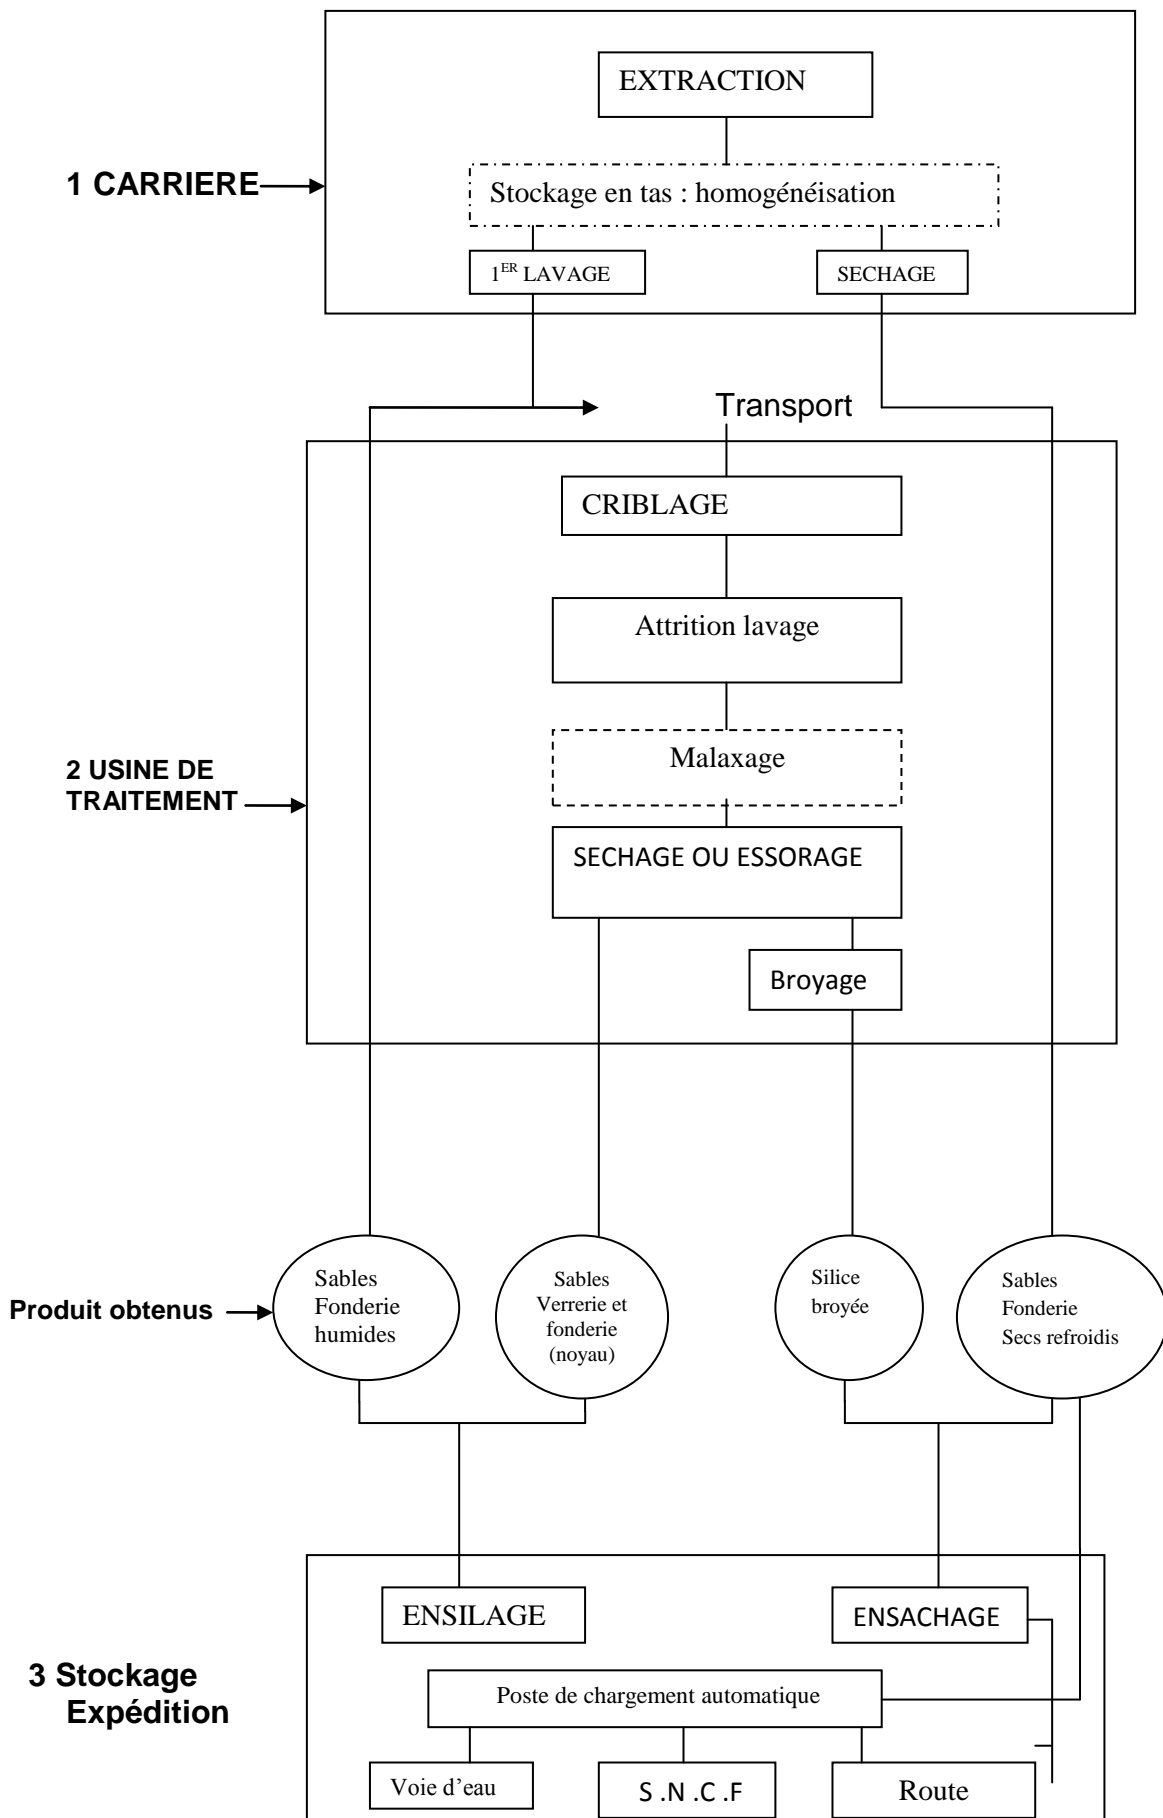 EXTRACTION
1 CARRIERE
Stockage en tas : homogénéisation
1ER LAVAGE
SECHAGE
Transport
CRIBLAGE
Attrition lavage
Malaxage
2 USINE DE
TRAITEMENT
SECHAGE OU ESSORAGE
Broyage
Produit obtenus
Sables
Fonderie
humides
Sables
Verrerie et
fonderie
(noyau)
Silice
broyée
Sables
Fonderie
Secs refroidis
ENSILAGE
ENSACHAGE
3 Stockage
Expédition
Poste de chargement automatique
Voie d’eau
S .N .C .F
Route